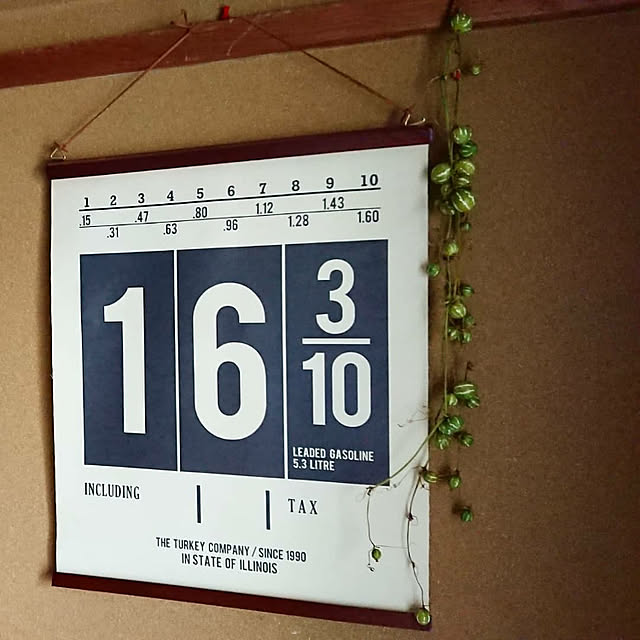 1 2 3 4 5 6 7 8 9 10
.15 .47 .80 1.12 1.43
.31 .63 .96 1.28 1.60
16 3/10
LEADED GASOLINE
5.3 LITRE
INCLUDING TAX
THE TURKEY COMPANY / SINCE 1990
IN STATE OF ILLINOIS